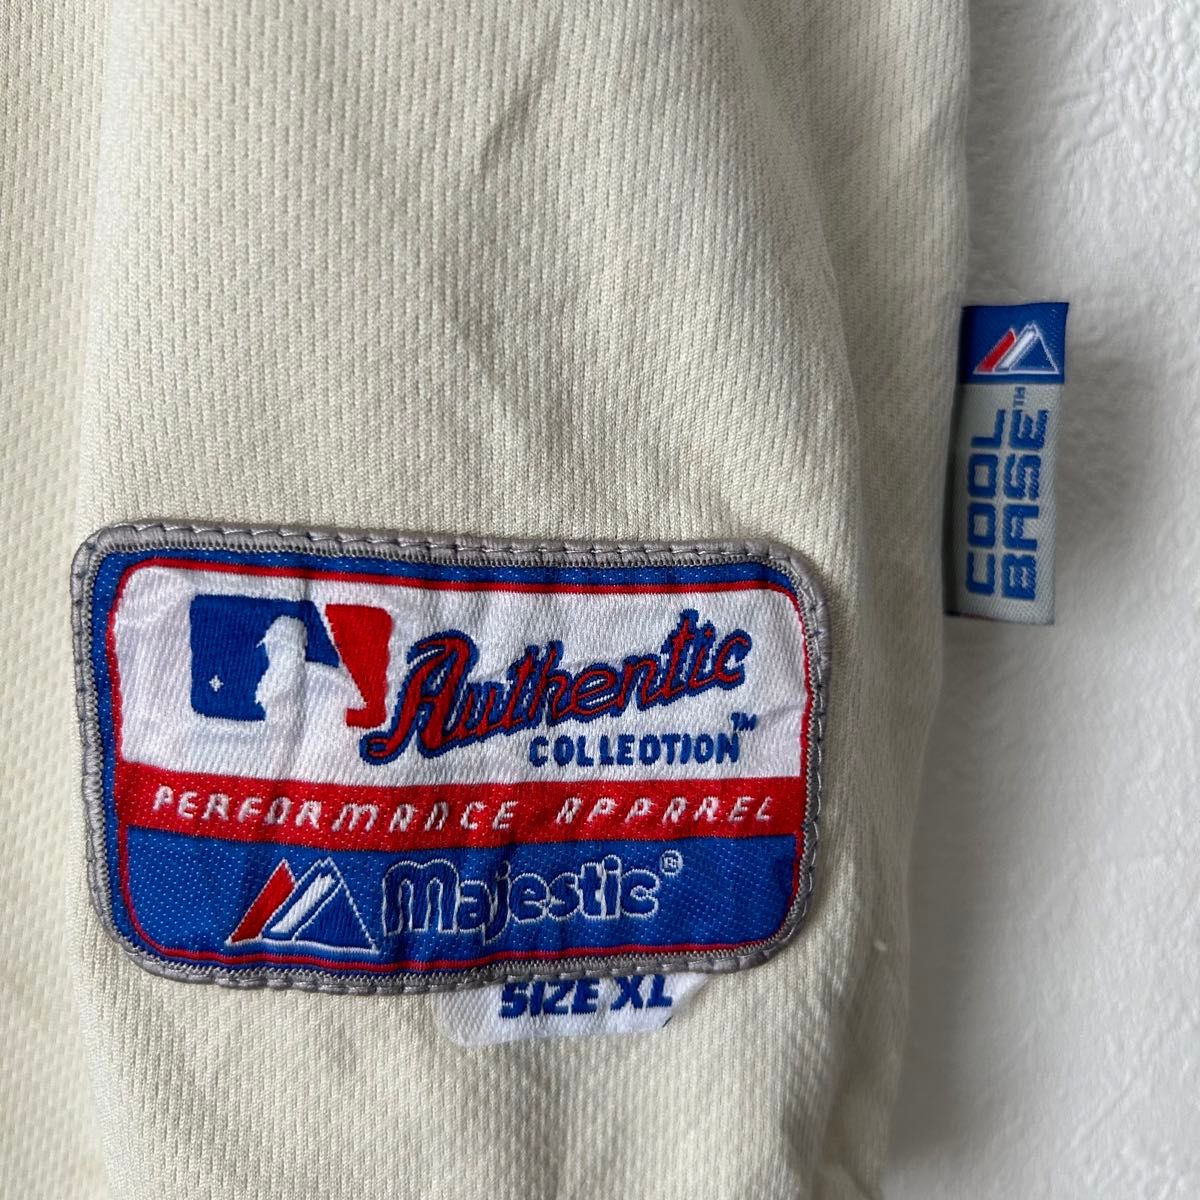 Authentic
COLLECTION™
PERFORMANCE APPAREL
Majestic®
SIZE XL
COOL
BASE™